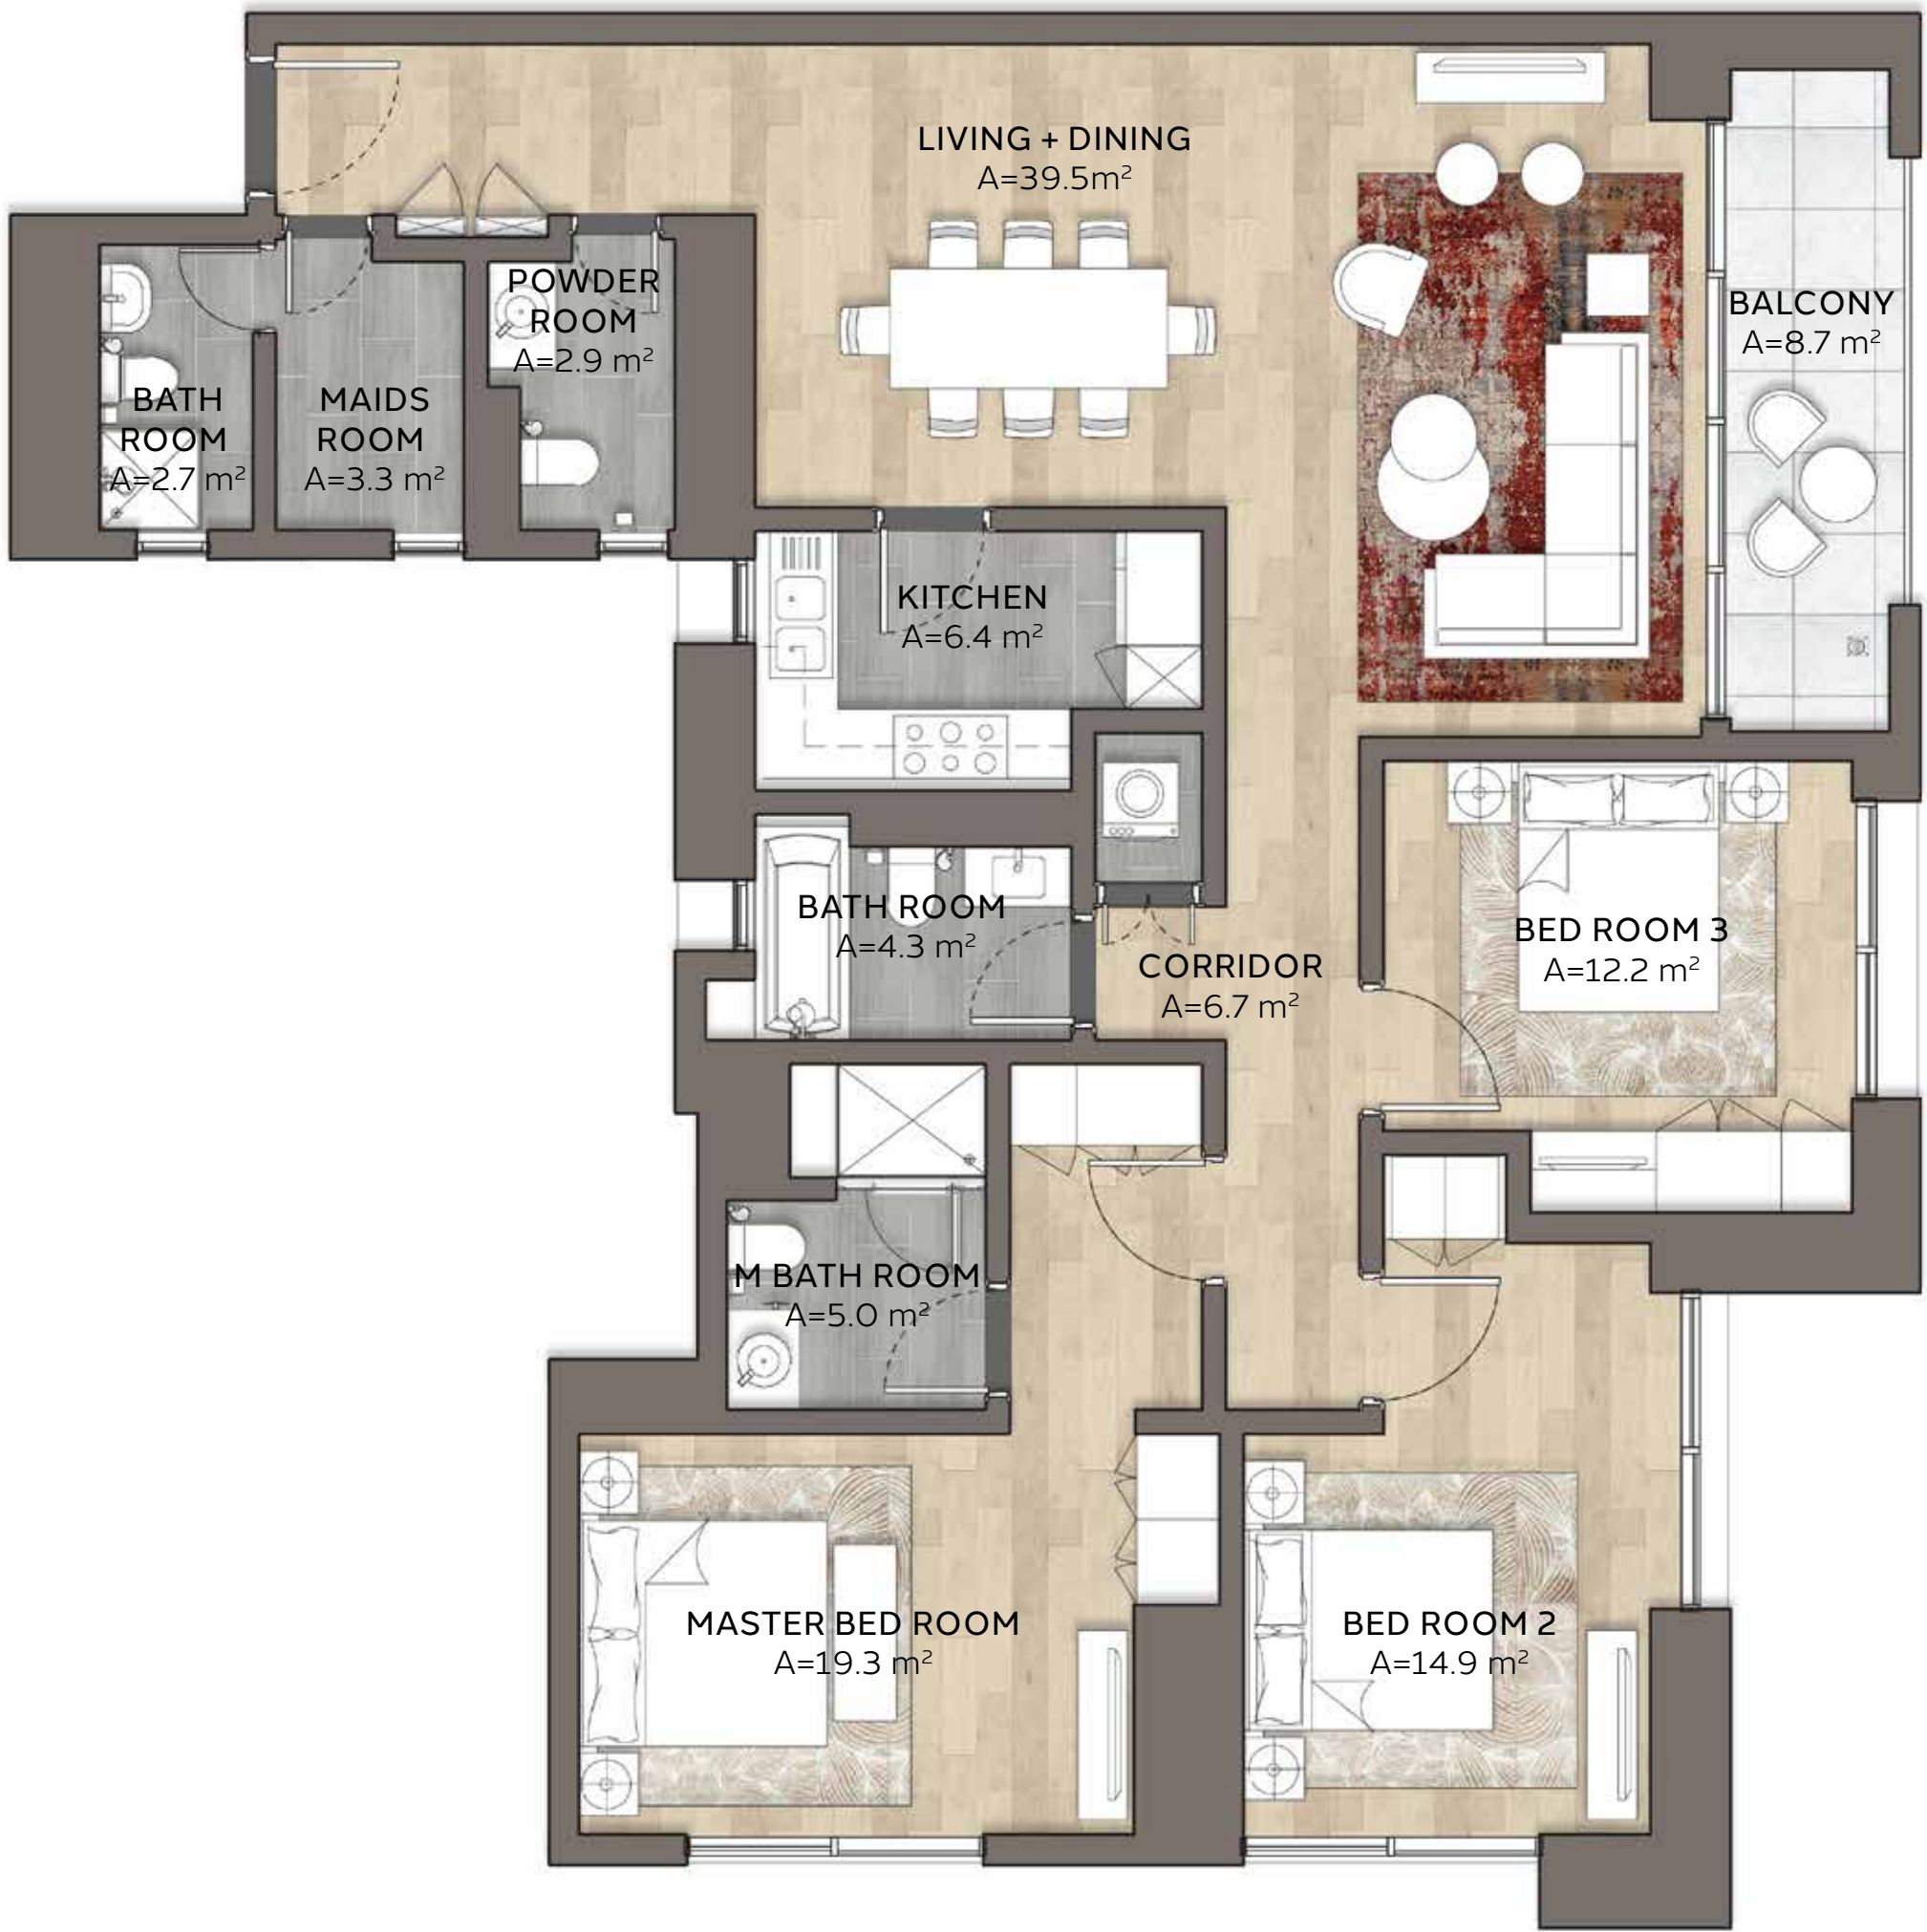 LIVING + DINING
A=39.5m²
POWDER
ROOM
A=2.9 m²
BALCONY
A=8.7 m²
BATH
ROOM
A=2.7 m²
MAIDS
ROOM
A=3.3 m²
KITCHEN
A=6.4 m²
BATH ROOM
A=4.3 m²
CORRIDOR
A=6.7 m²
BED ROOM 3
A=12.2 m²
M BATH ROOM
A=5.0 m²
MASTER BED ROOM
A=19.3 m²
BED ROOM 2
A=14.9 m²